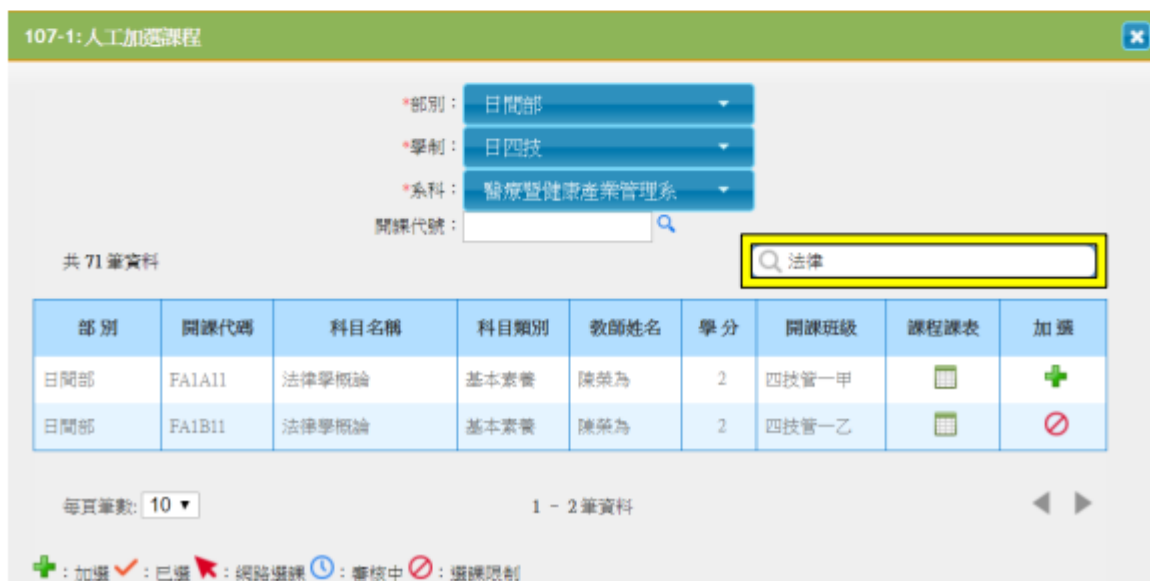 107-1:人工加選課程
*部別： 日間部
*學制： 日四技
*系科： 醫療暨健康產業管理系
開課代號：
共 71 筆資料
法律
部 別 開課代碼 科目名稱 科目類別 教師姓名 學 分 開課班級 課程課表 加 選
日間部 FA1A11 法律學概論 基本素養 陳榮為 2 四技管一甲
日間部 FA1B11 法律學概論 基本素養 陳榮為 2 四技管一乙
每頁筆數: 10 1 - 2 筆資料
：加選 ：已選 ：網路選課 ：審核中 ：選課限制